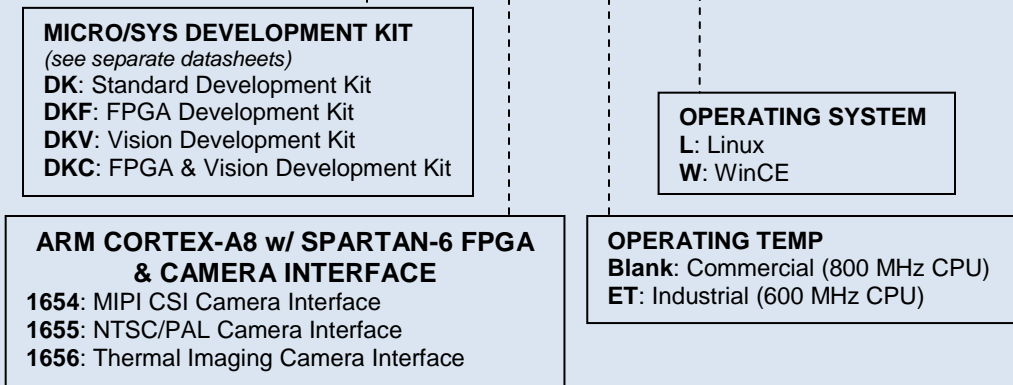 MICRO/SYS DEVELOPMENT KIT
(see separate datasheets)
DK: Standard Development Kit
DKF: FPGA Development Kit
DKV: Vision Development Kit
DKC: FPGA & Vision Development Kit
OPERATING SYSTEM
L: Linux
W: WinCE
ARM CORTEX-A8 w/ SPARTAN-6 FPGA
& CAMERA INTERFACE
1654: MIPI CSI Camera Interface
1655: NTSC/PAL Camera Interface
1656: Thermal Imaging Camera Interface
OPERATING TEMP
Blank: Commercial (800 MHz CPU)
ET: Industrial (600 MHz CPU)